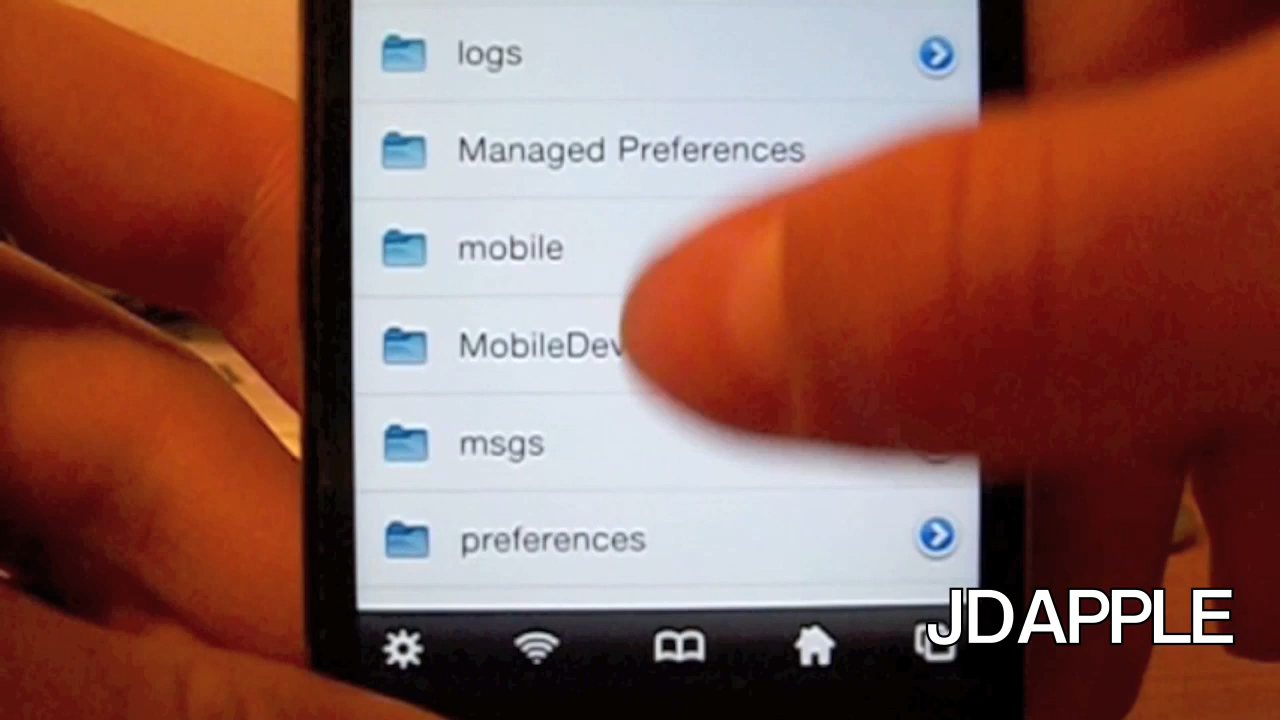 logs
Managed Preferences
mobile
MobileDev
msgs
preferences
JDAPPLE